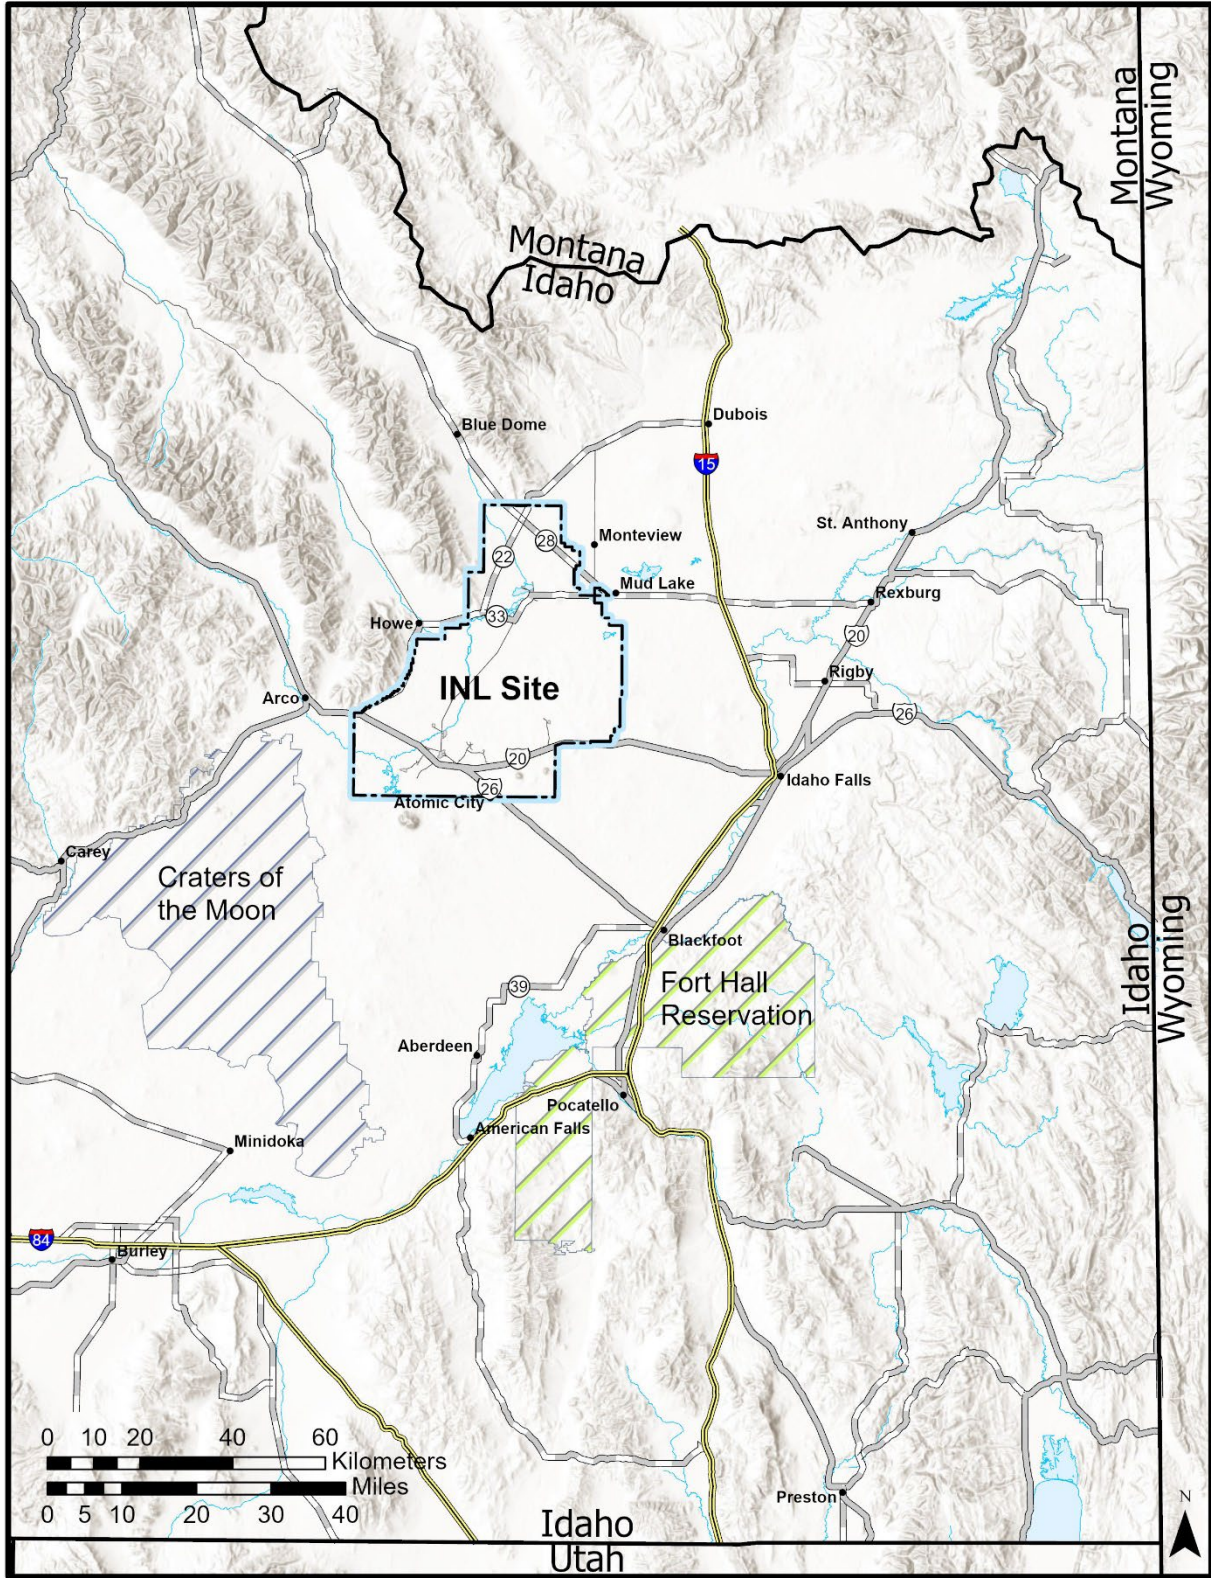 Montana
Wyoming
Montana
Idaho
Blue Dome
Dubois
15
St. Anthony
28
Monteview
22
Mud Lake
Rexburg
33
Howe
20
Rigby
INL Site
Arco
26
20
Idaho Falls
26
Atomic City
Carey
Craters of
the Moon
Blackfoot
Idaho
Wyoming
39
Fort Hall
Reservation
Aberdeen
Pocatello
American Falls
Minidoka
84
Burley
0 10 20 40 60
Kilometers
Miles
0 5 10 20 30 40
Preston
N
Idaho
Utah